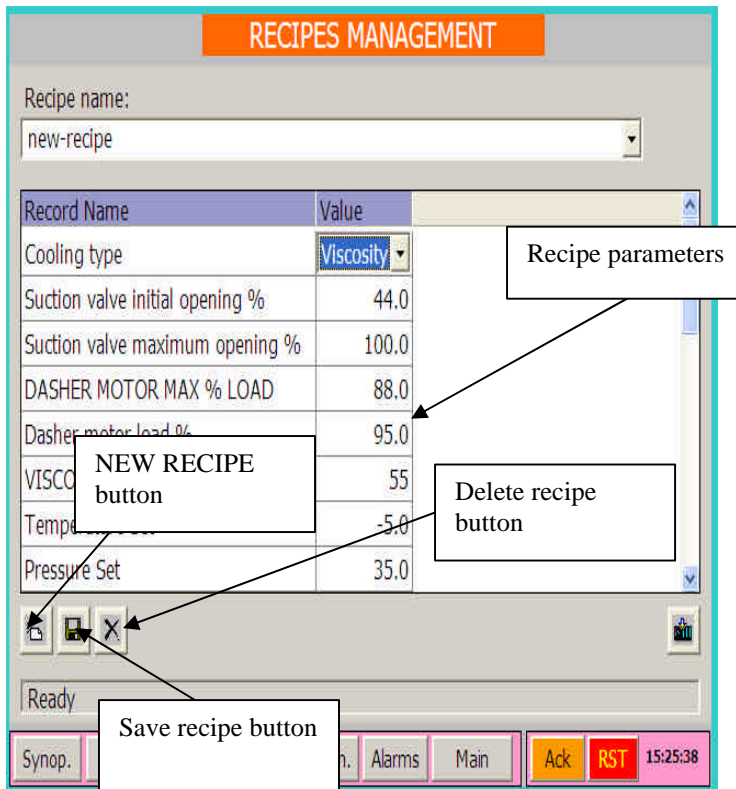 RECIPES MANAGEMENT
Recipe name:
new-recipe
Record Name Value
Cooling type Viscosity
Recipe parameters
Suction valve initial opening % 44.0
Suction valve maximum opening % 100.0
DASHER MOTOR MAX % LOAD 88.0
Dasher motor load % 95.0
NEW RECIPE
button
55
Delete recipe
button
-5.0
Pressure Set 35.0
Ready
Save recipe button
Synop. Alarms Main Ack RST 15:25:38